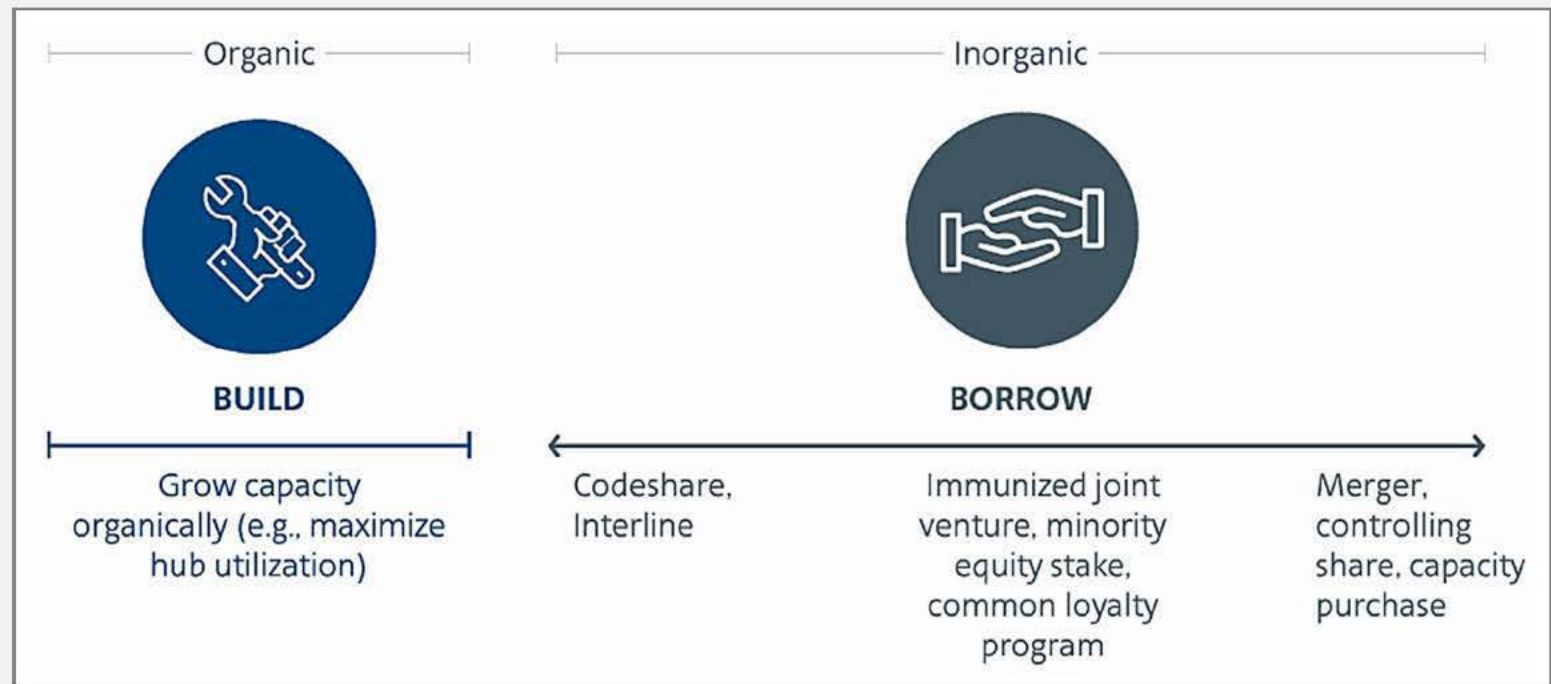 Organic
Inorganic
BUILD
BORROW
Grow capacity
organically (e.g., maximize
hub utilization)
Codeshare,
Interline
Immunized joint
venture, minority
equity stake,
common loyalty
program
Merger,
controlling
share, capacity
purchase